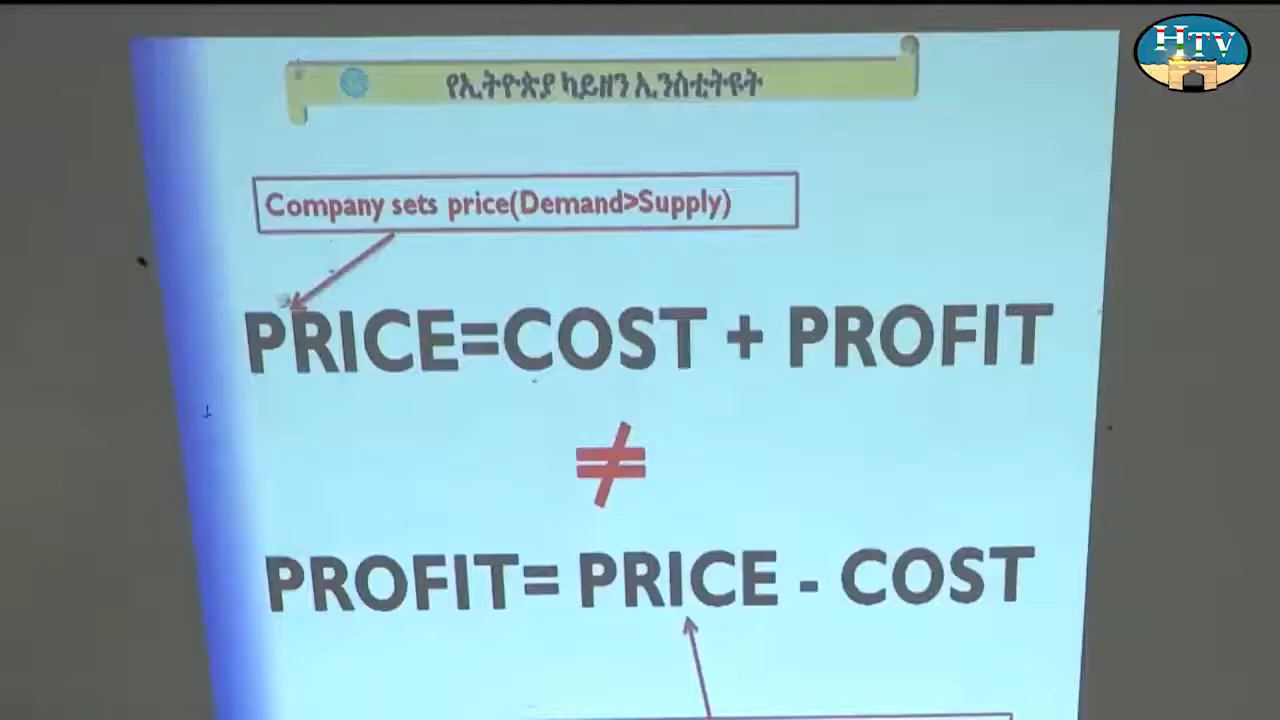 HTV
የኢትዮጵያ ካይዘን ኢንስቲትዩት
Company sets price(Demand>Supply)
PRICE=COST + PROFIT
≠
PROFIT= PRICE - COST